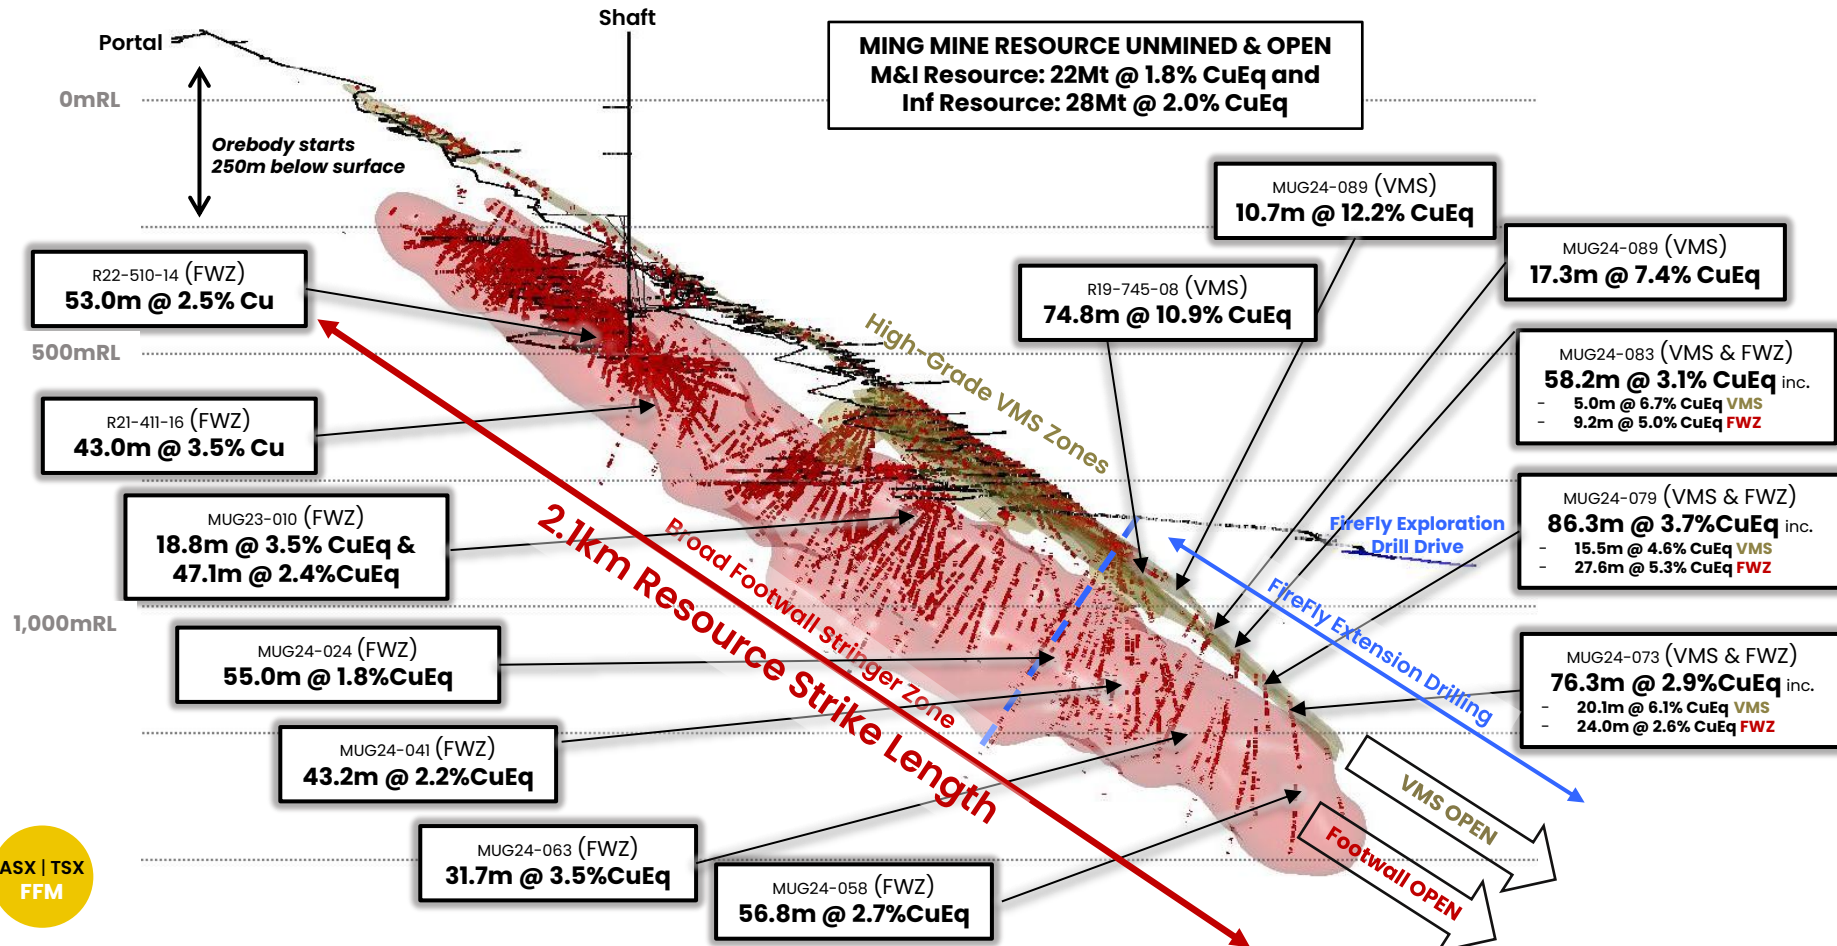 Shaft
Portal
MING MINE RESOURCE UNMINED & OPEN
M&I Resource: 22Mt @ 1.8% CuEq and
Inf Resource: 28Mt @ 2.0% CuEq
0mRL
Orebody starts
250m below surface
MUG24-089 (VMS)
10.7m @ 12.2% CuEq
MUG24-089 (VMS)
17.3m @ 7.4% CuEq
R22-510-14 (FWZ)
53.0m @ 2.5% Cu
R19-745-08 (VMS)
74.8m @ 10.9% CuEq
500mRL
High-Grade VMS Zones
MUG24-083 (VMS & FWZ)
58.2m @ 3.1% CuEq inc.
- 5.0m @ 6.7% CuEq VMS
- 9.2m @ 5.0% CuEq FWZ
R21-411-16 (FWZ)
43.0m @ 3.5% Cu
MUG24-079 (VMS & FWZ)
86.3m @ 3.7%CuEq inc.
- 15.5m @ 4.6% CuEq VMS
- 27.6m @ 5.3% CuEq FWZ
MUG23-010 (FWZ)
18.8m @ 3.5% CuEq &
47.1m @ 2.4%CuEq
FireFly Exploration
Drill Drive
Broad Footwall Stringer Zone
2.1km Resource Strike Length
FireFly Extension Drilling
1,000mRL
MUG24-024 (FWZ)
55.0m @ 1.8%CuEq
MUG24-073 (VMS & FWZ)
76.3m @ 2.9%CuEq inc.
- 20.1m @ 6.1% CuEq VMS
- 24.0m @ 2.6% CuEq FWZ
MUG24-041 (FWZ)
43.2m @ 2.2%CuEq
VMS OPEN
Footwall OPEN
MUG24-063 (FWZ)
31.7m @ 3.5%CuEq
MUG24-058 (FWZ)
56.8m @ 2.7%CuEq
ASX | TSX
FFM